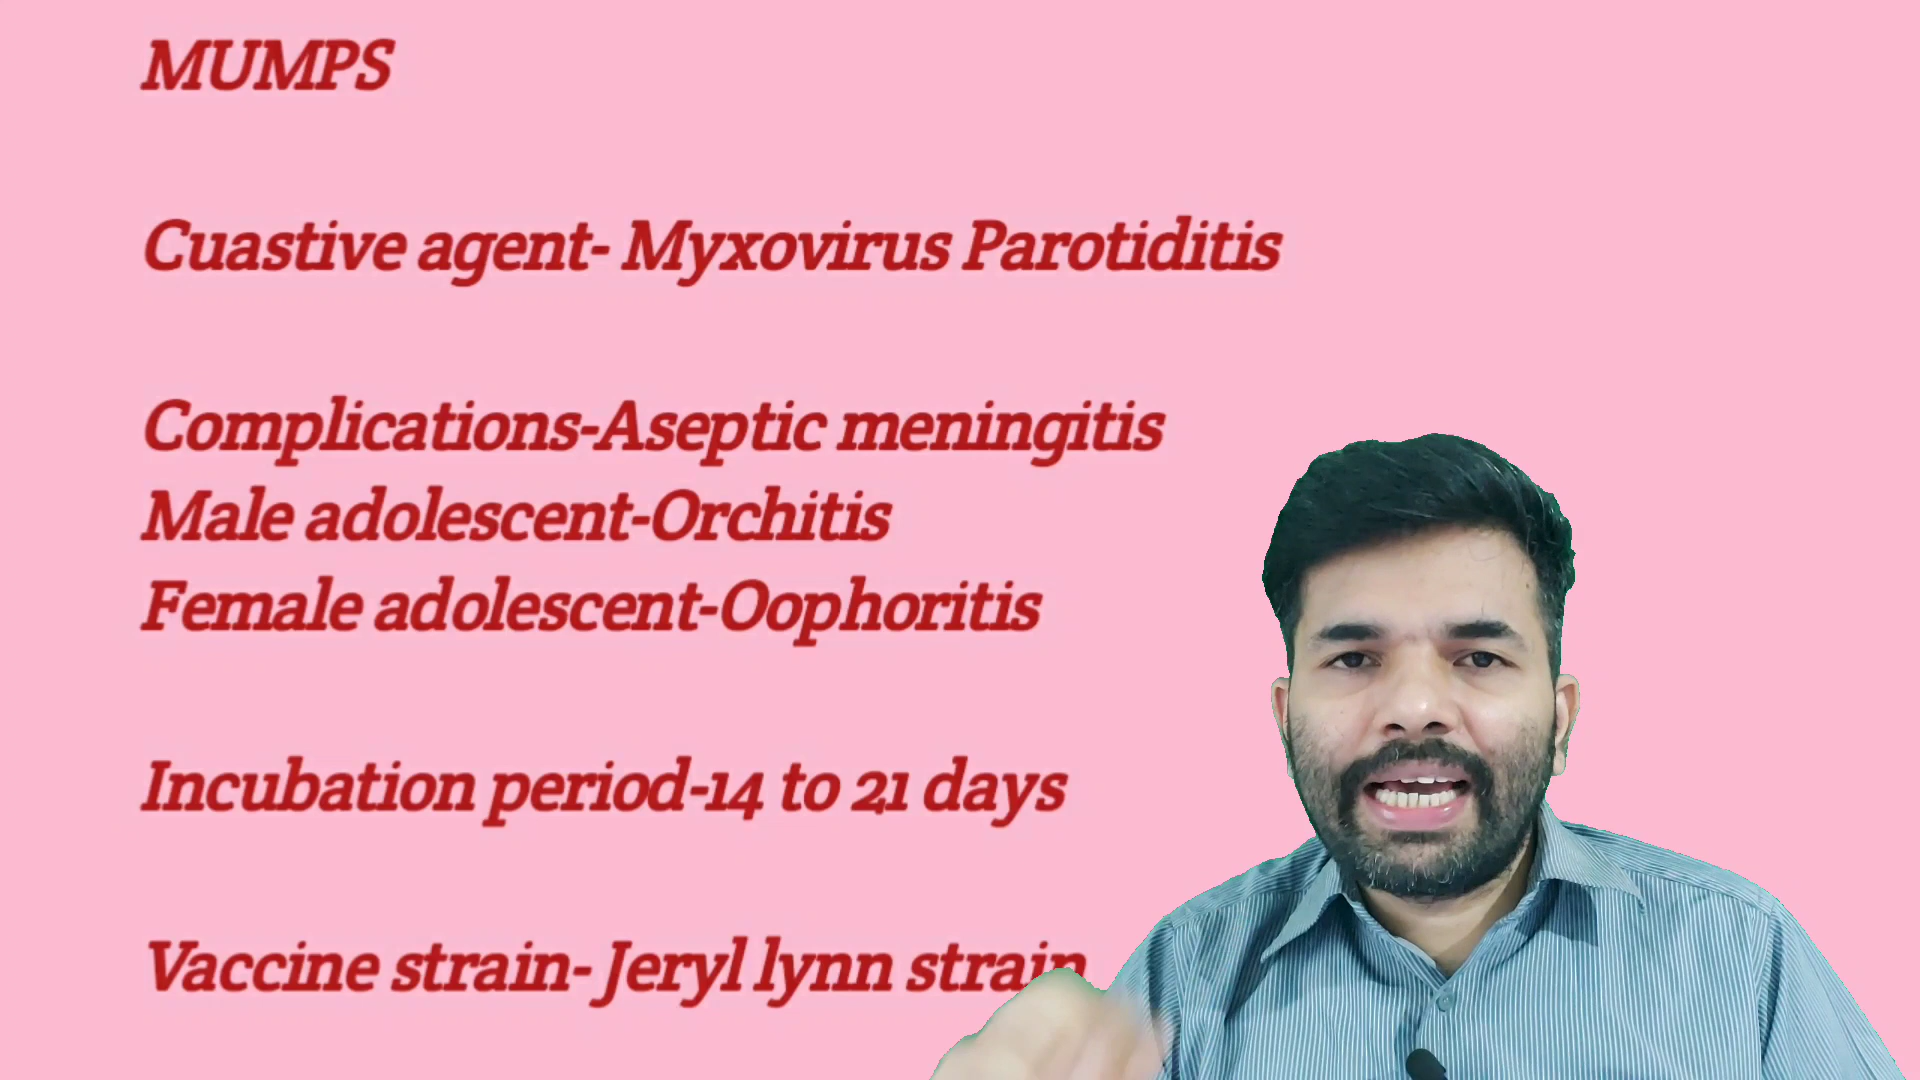 MUMPS
Cuastive agent- Myxovirus Parotiditis
Complications-Aseptic meningitis
Male adolescent-Orchitis
Female adolescent-Oophoritis
Incubation period-14 to 21 days
Vaccine strain- Jeryl lynn strain